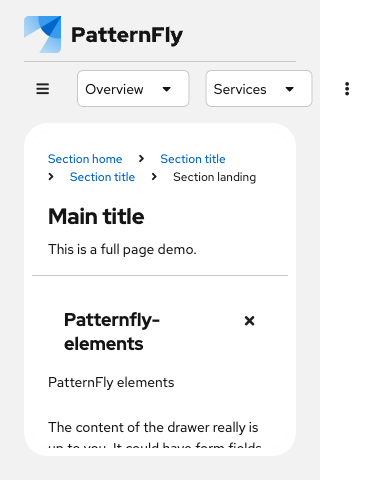 PatternFly
Overview Services
Section home Section title
Section title Section landing
Main title
This is a full page demo.
Patternfly-
elements
PatternFly elements
The content of the drawer really is
up to you. It could have form fields,